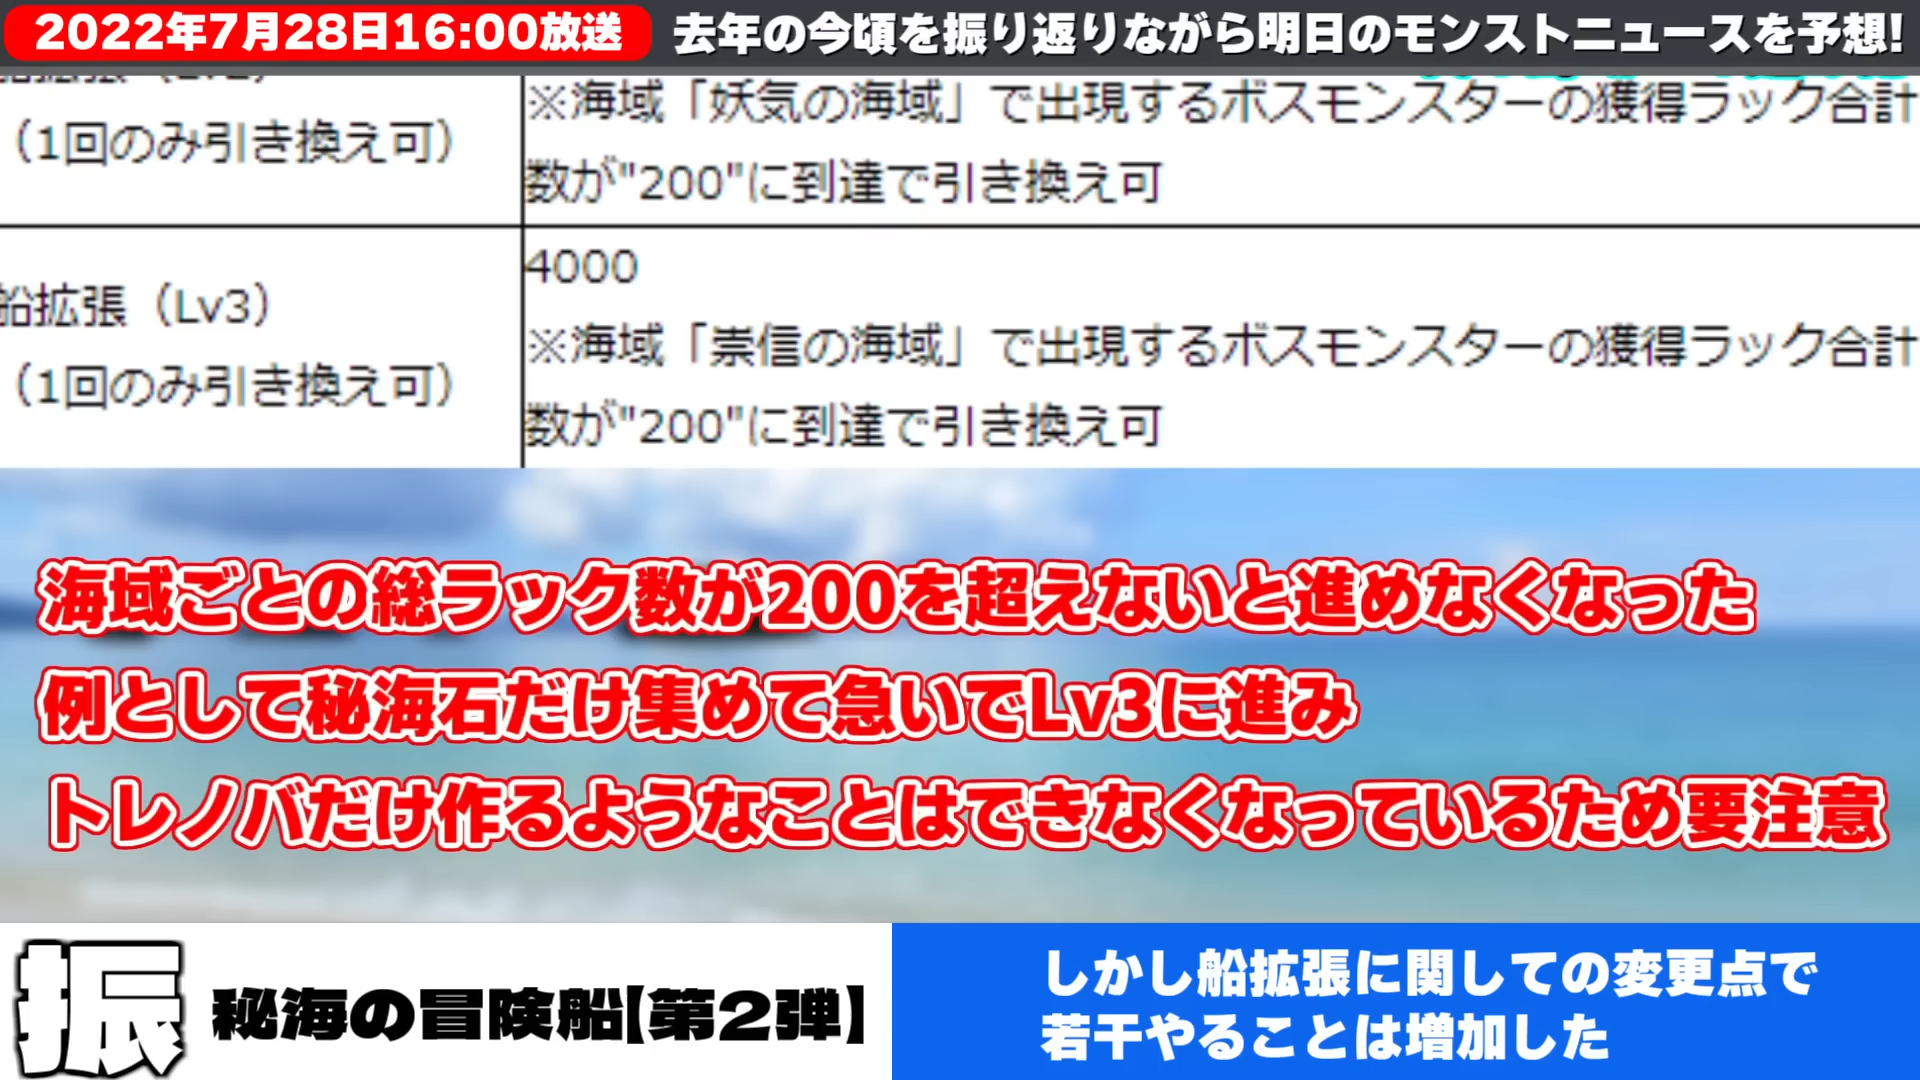 2022年7月28日16:00放送
去年の今頃を振り返りながら明日のモンストニュースを予想!
（1回のみ引き換え可）
※海域「妖気の海域」で出現するボスモンスターの獲得ラック合計
数が"200"に到達で引き換え可
船拡張（Lv3）
（1回のみ引き換え可）
4000
※海域「崇信の海域」で出現するボスモンスターの獲得ラック合計
数が"200"に到達で引き換え可
海域ごとの総ラック数が200を超えないと進めなくなった
例として秘海石だけ集めて急いでLv3に進み
トレノバだけ作るようなことはできなくなっているため要注意
振
秘海の冒険船【第2弾】
しかし船拡張に関しての変更点で
若干やることは増加した